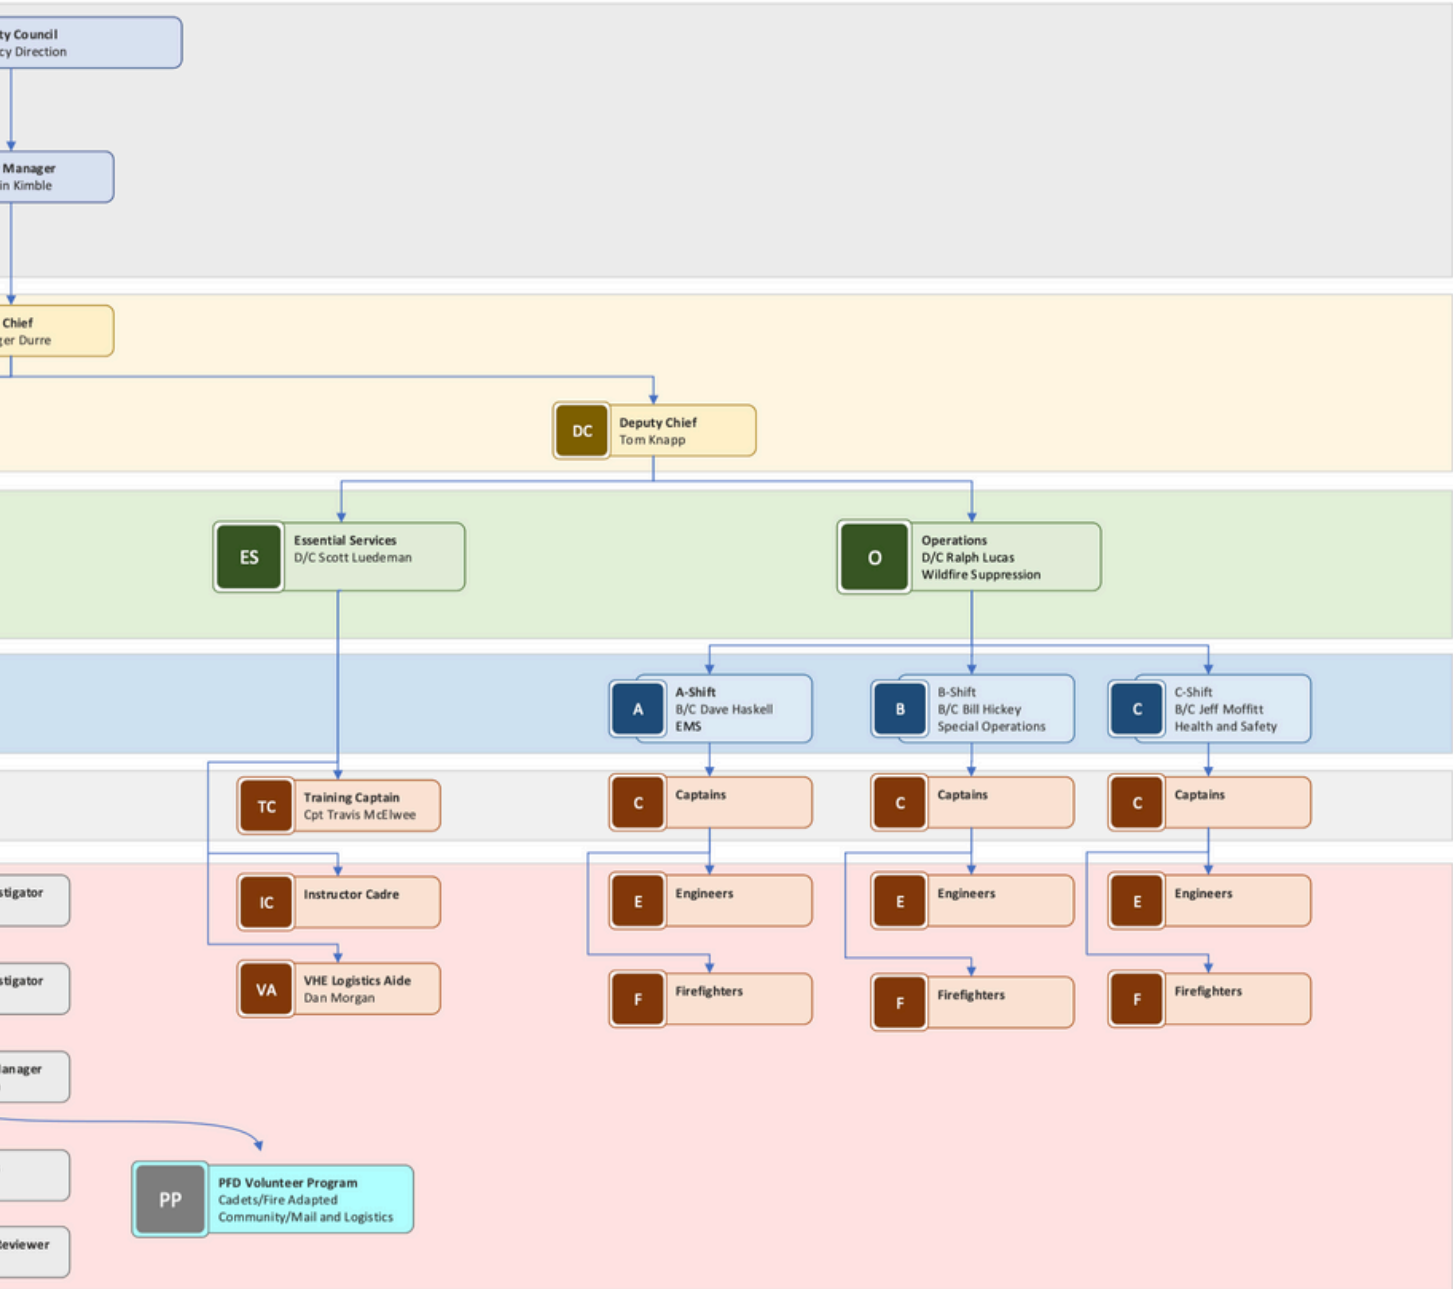 ty Council
cy Direction
Manager
in Kimble
Chief
ger Durre
DC
Deputy Chief
Tom Knapp
ES
Essential Services
D/C Scott Luedeman
O
Operations
D/C Ralph Lucas
Wildfire Suppression
A
A-Shift
B/C Dave Haskell
EMS
B
B-Shift
B/C Bill Hickey
Special Operations
C
C-Shift
B/C Jeff Moffitt
Health and Safety
TC
Training Captain
Cpt Travis McElwee
C
Captains
C
Captains
C
Captains
stigator
IC
Instructor Cadre
E
Engineers
E
Engineers
E
Engineers
stigator
VA
VHE Logistics Aide
Dan Morgan
F
Firefighters
F
Firefighters
F
Firefighters
anager
PP
PFD Volunteer Program
Cadets/Fire Adapted
Community/Mail and Logistics
Reviewer